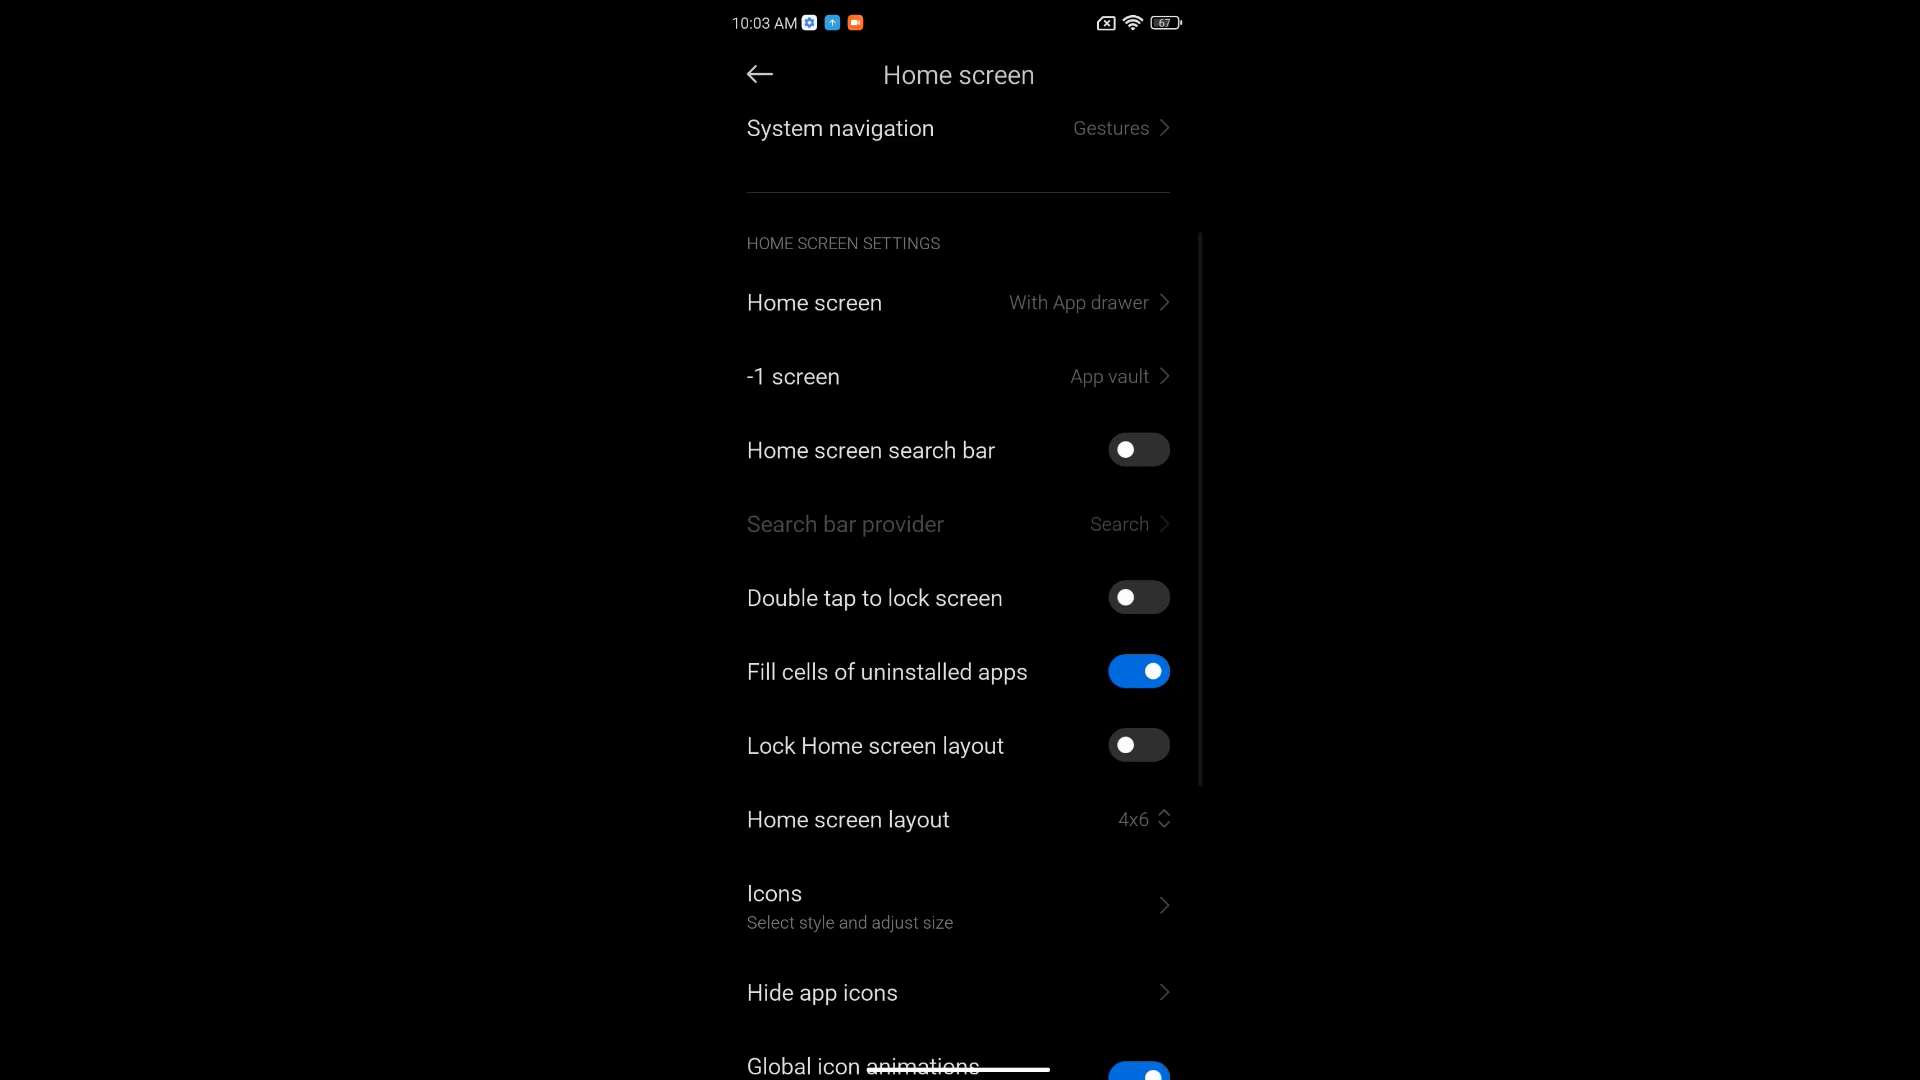 10:03 AM
67
Home screen
System navigation Gestures
HOME SCREEN SETTINGS
Home screen With App drawer
-1 screen App vault
Home screen search bar
Search bar provider Search
Double tap to lock screen
Fill cells of uninstalled apps
Lock Home screen layout
Home screen layout 4x6
Icons
Select style and adjust size
Hide app icons
Global icon animations